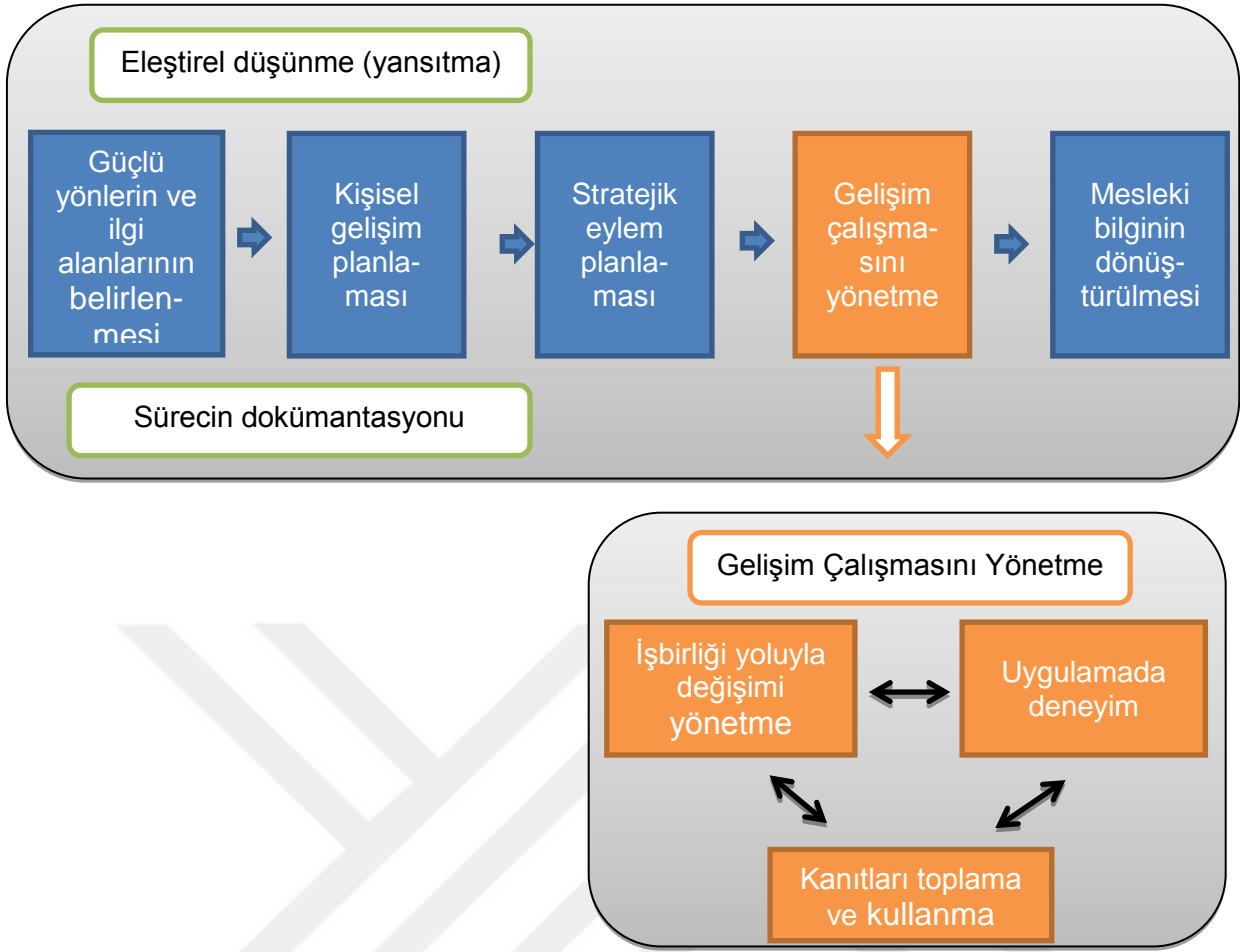 Eleştirel düşünme (yansıtma)
Güçlü
yönlerin ve
ilgi
alanlarının
belirlen-
mesi
Kişisel
gelişim
planla-
ması
Stratejik
eylem
planla-
ması
Gelişim
çalışma-
sını
yönetme
Mesleki
bilginin
dönüş-
türülmesi
Sürecin dokümantasyonu
Gelişim Çalışmasını Yönetme
İşbirliği yoluyla
değişimi
yönetme
Uygulamada
deneyim
Kanıtları toplama
ve kullanma